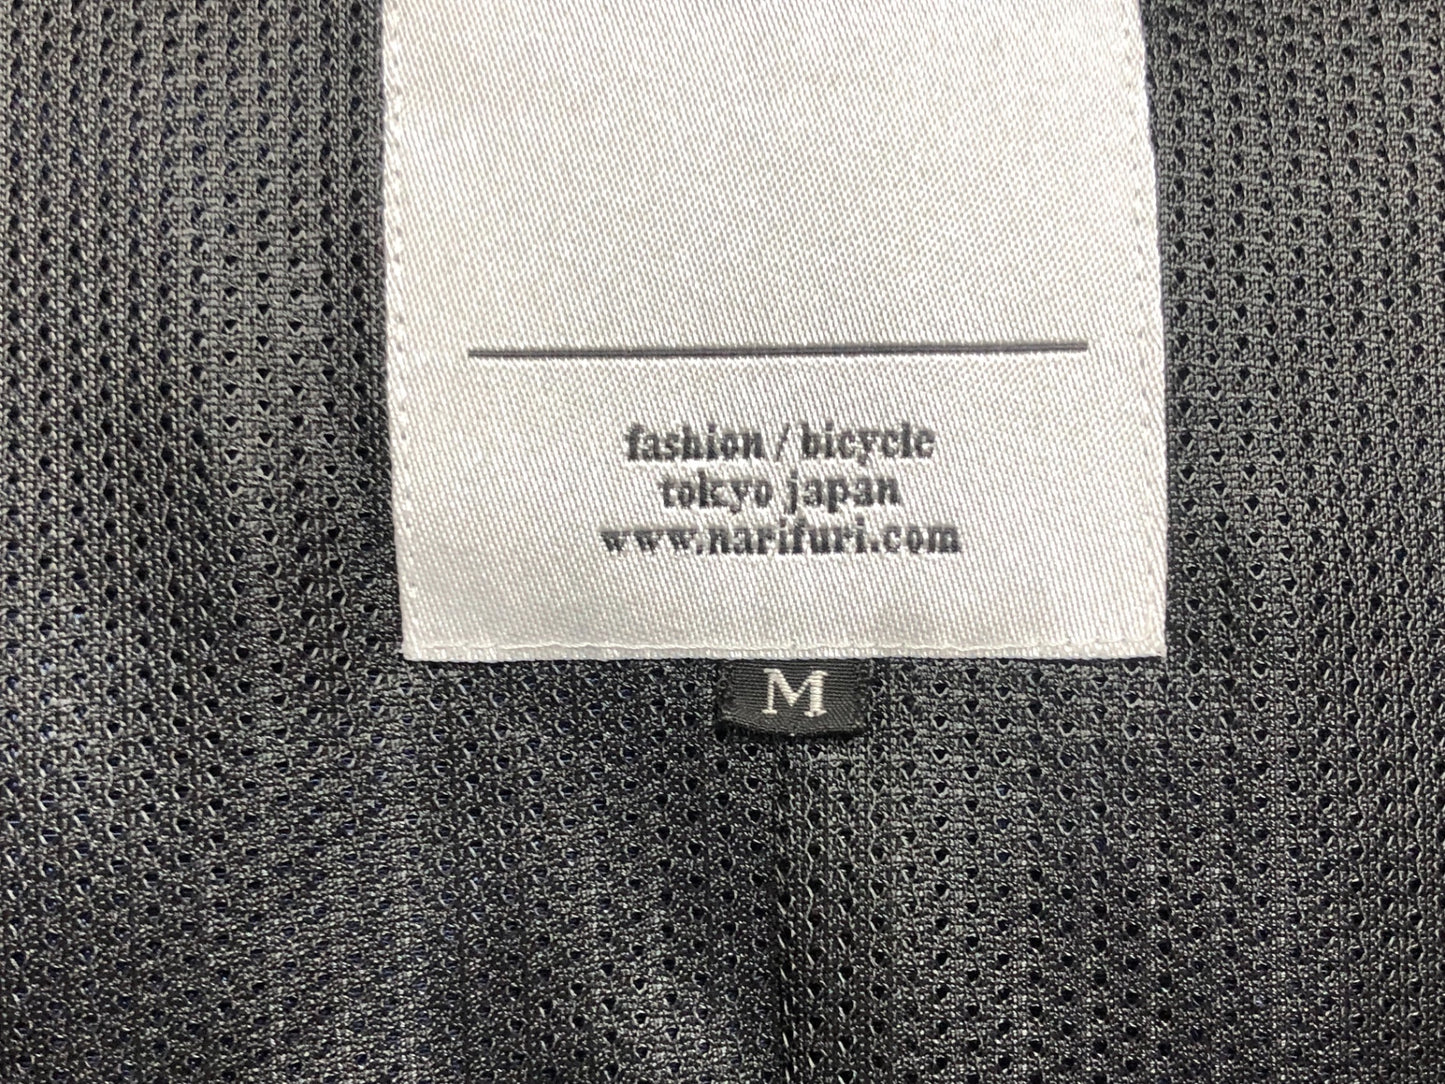 fashion / bicycle
tokyo japan
www.narifuri.com
M